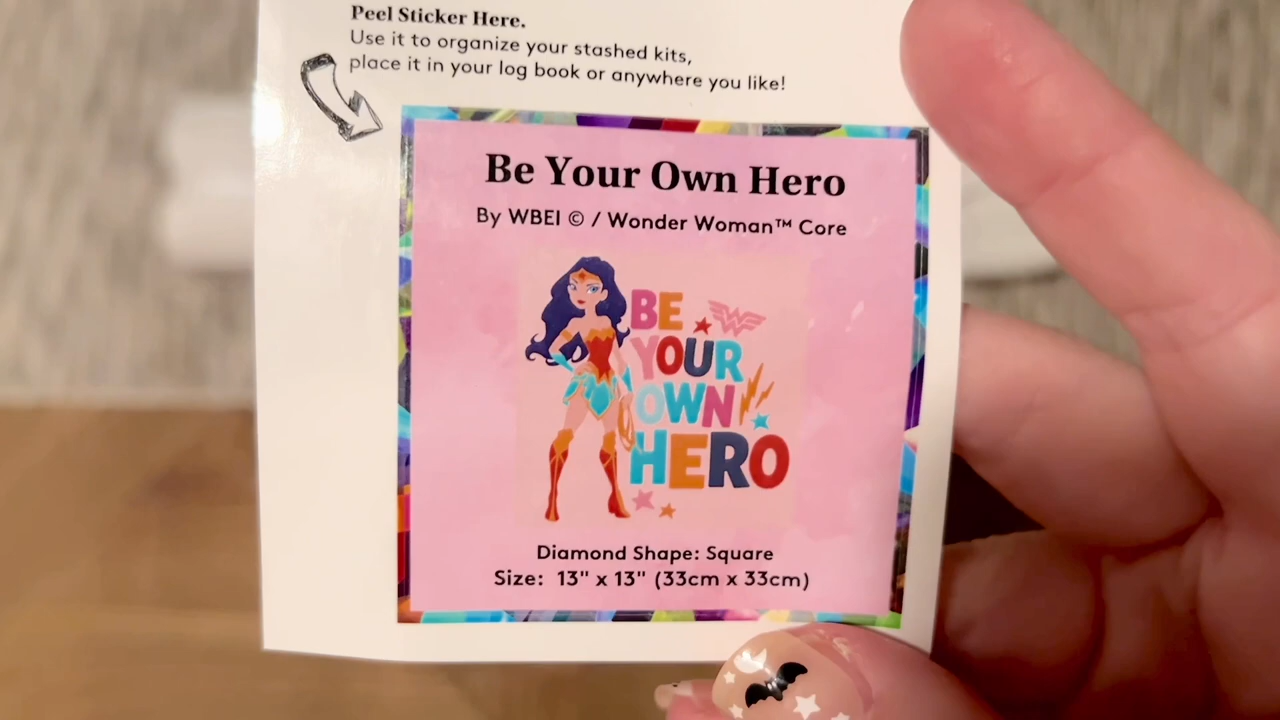 Peel Sticker Here.
Use it to organize your stashed kits,
place it in your log book or anywhere you like!
Be Your Own Hero
By WBEI © / Wonder Woman™ Core
BE
YOUR
OWN
HERO
Diamond Shape: Square
Size: 13" x 13" (33cm x 33cm)